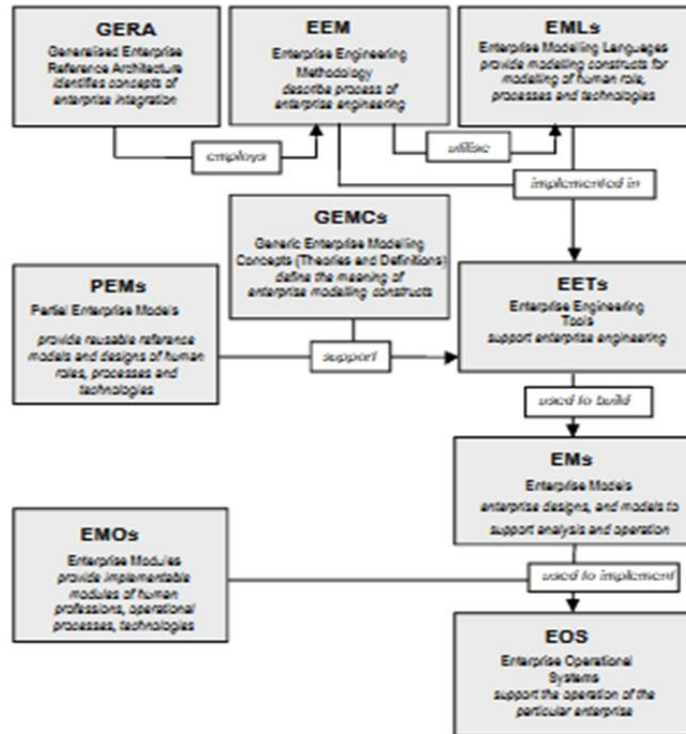 GERA
Generalised Enterprise
Reference Architecture
identifies concepts of
enterprise integration
EEM
Enterprise Engineering
Methodology
describe process of
enterprise engineering
EMLs
Enterprise Modelling Languages
provide modelling constructs for
modelling of human role,
processes and technologies
employs
utilise
implemented in
GEMCs
Generic Enterprise Modelling
Concepts (Theories and Definitions)
define the meaning of
enterprise modelling constructs
PEMs
Partial Enterprise Models
provide reusable reference
models and designs of human
roles, processes and
technologies
EETs
Enterprise Engineering
Tools
support enterprise engineering
support
used to build
EMs
Enterprise Models
enterprise designs, and models to
support analysis and operation
EMOs
Enterprise Modules
provide implementable
modules of human
professions, operational
processes, technologies
used to implement
EOS
Enterprise Operational
Systems
support the operation of the
particular enterprise